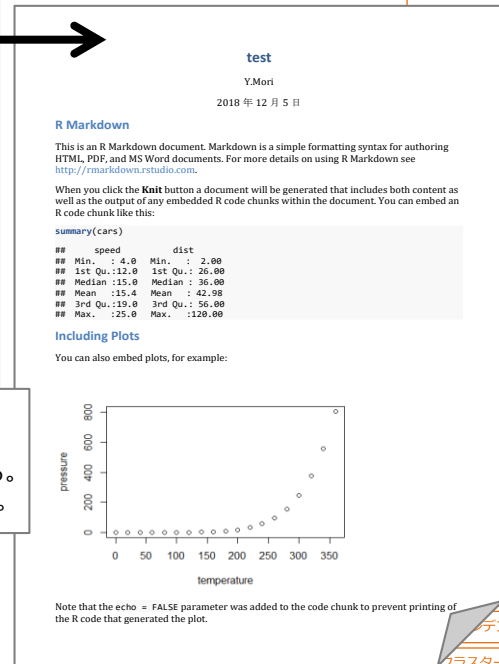 test
Y.Mori
2018 年 12 月 5 日
R Markdown
This is an R Markdown document. Markdown is a simple formatting syntax for authoring
HTML, PDF, and MS Word documents. For more details on using R Markdown see
http://rmarkdown.rstudio.com.
When you click the Knit button a document will be generated that includes both content as
well as the output of any embedded R code chunks within the document. You can embed an
R code chunk like this:
summary(cars)
## speed dist
## Min. : 4.0 Min. : 2.00
## 1st Qu.:12.0 1st Qu.: 26.00
## Median :15.0 Median : 36.00
## Mean :15.4 Mean : 42.98
## 3rd Qu.:19.0 3rd Qu.: 56.00
## Max. :25.0 Max. :120.00
Including Plots
You can also embed plots, for example:
800
600
400
200
0
pressure
0 50 100 150 200 250 300 350
temperature
Note that the echo = FALSE parameter was added to the code chunk to prevent printing of
the R code that generated the plot.
クラスター